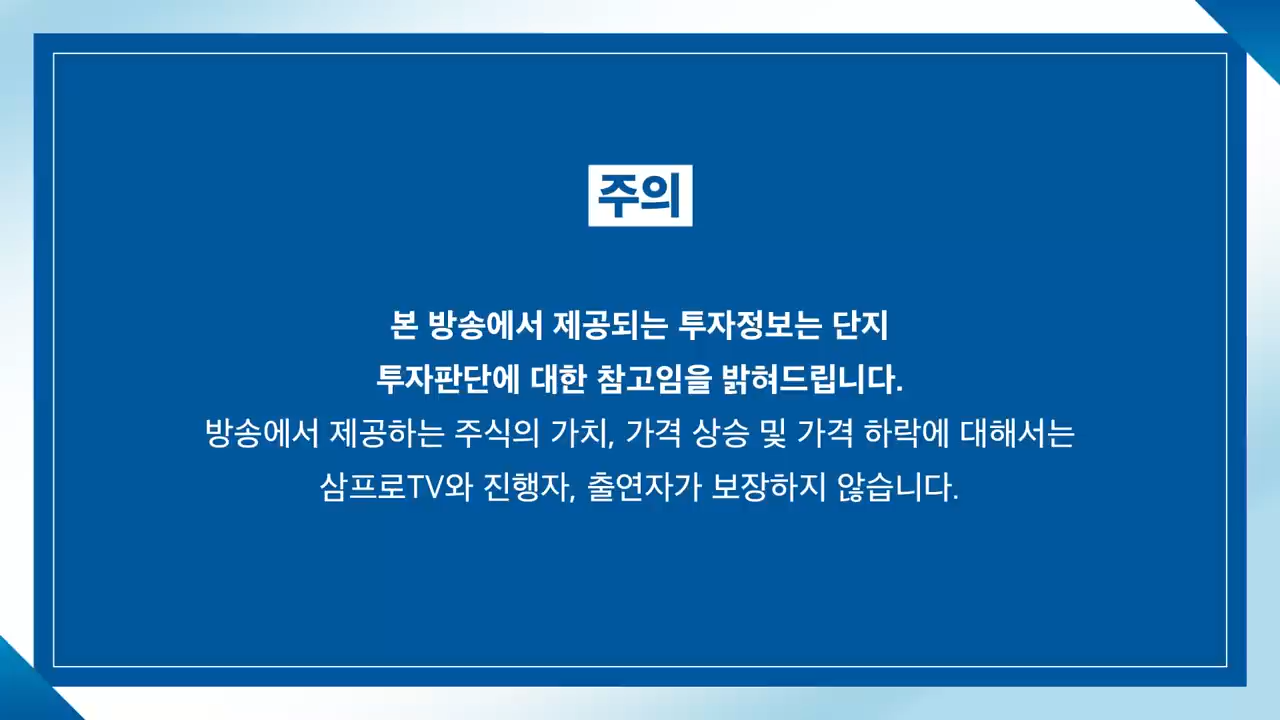 주의
본 방송에서 제공되는 투자정보는 단지
투자판단에 대한 참고임을 밝혀드립니다.
방송에서 제공하는 주식의 가치, 가격 상승 및 가격 하락에 대해서는
삼프로TV와 진행자, 출연자가 보장하지 않습니다.